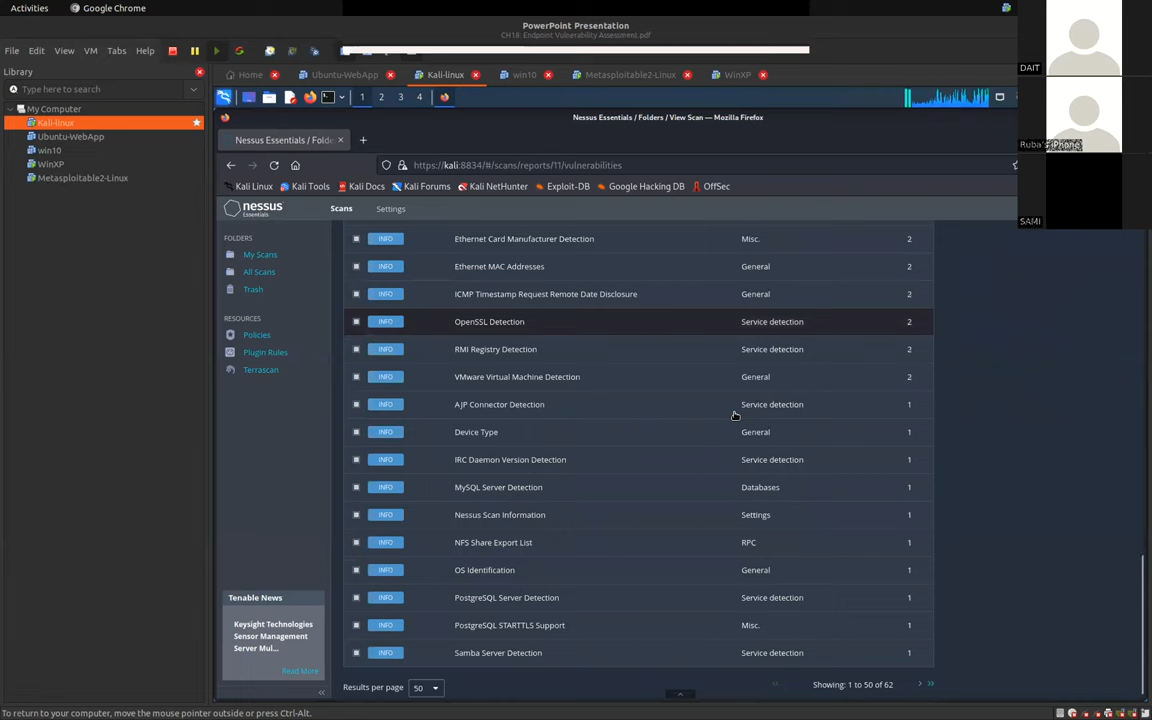 Activities
Google Chrome
PowerPoint Presentation
CH18: Endpoint Vulnerability Assessment.pdf
File Edit View VM Tabs Help
Library
Type here to search
My Computer
Kali-linux
Ubuntu-WebApp
win10
WinXP
Metasploitable2-Linux
Home
Ubuntu-WebApp
Kali-linux
win10
Metasploitable2-Linux
WinXP
1 2 3 4
Nessus Essentials / Folders / View Scan — Mozilla Firefox
Nessus Essentials / Folde
https://kali:8834/#/scans/reports/11/vulnerabilities
Kali Linux Kali Tools Kali Docs Kali Forums Kali NetHunter Exploit-DB Google Hacking DB OffSec
nessus
Essentials
Scans Settings
FOLDERS
My Scans
All Scans
Trash
RESOURCES
Policies
Plugin Rules
Terrascan
Tenable News
Keysight Technologies
Sensor Management
Server Mul...
Read More
INFO Ethernet Card Manufacturer Detection Misc. 2
INFO Ethernet MAC Addresses General 2
INFO ICMP Timestamp Request Remote Date Disclosure General 2
INFO OpenSSL Detection Service detection 2
INFO RMI Registry Detection Service detection 2
INFO VMware Virtual Machine Detection General 2
INFO AJP Connector Detection Service detection 1
INFO Device Type General 1
INFO IRC Daemon Version Detection Service detection 1
INFO MySQL Server Detection Databases 1
INFO Nessus Scan Information Settings 1
INFO NFS Share Export List RPC 1
INFO OS Identification General 1
INFO PostgreSQL Server Detection Service detection 1
INFO PostgreSQL STARTTLS Support Misc. 1
INFO Samba Server Detection Service detection 1
Results per page 50
Showing: 1 to 50 of 62
DAIT
Ruba's iPhone
SAMI
To return to your computer, move the mouse pointer outside or press Ctrl-Alt.